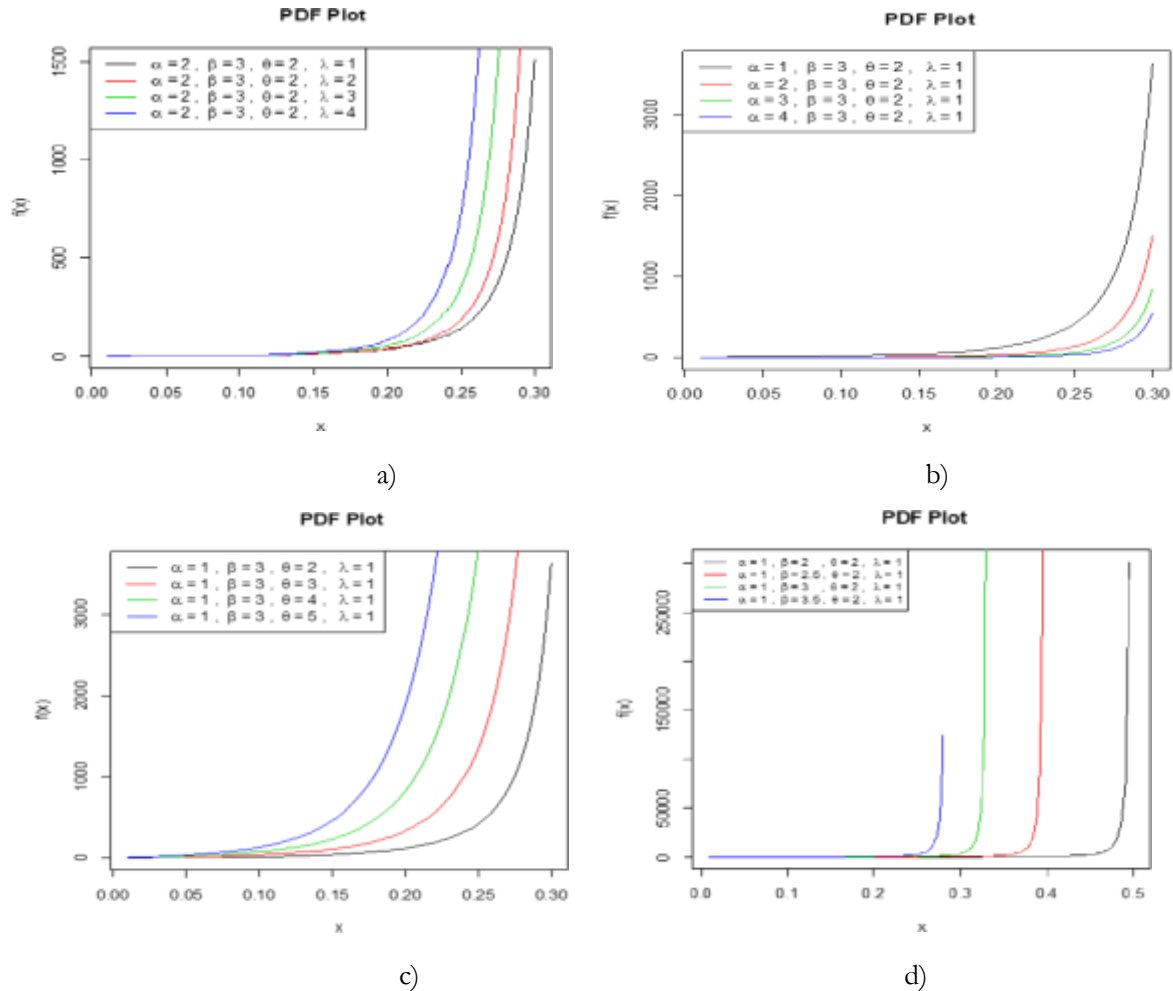 PDF Plot
α=2, β=3, θ=2, λ=1
α=2, β=3, θ=2, λ=2
α=2, β=3, θ=2, λ=3
α=2, β=3, θ=2, λ=4
f(x)
1500
1000
500
0
0.00 0.05 0.10 0.15 0.20 0.25 0.30
x
a)
PDF Plot
α=1, β=3, θ=2, λ=1
α=2, β=3, θ=2, λ=1
α=3, β=3, θ=2, λ=1
α=4, β=3, θ=2, λ=1
f(x)
3000
2000
1000
0
0.00 0.05 0.10 0.15 0.20 0.25 0.30
x
b)
PDF Plot
α=1, β=3, θ=2, λ=1
α=1, β=3, θ=3, λ=1
α=1, β=3, θ=4, λ=1
α=1, β=3, θ=5, λ=1
f(x)
3000
2000
1000
0
0.00 0.05 0.10 0.15 0.20 0.25 0.30
x
c)
PDF Plot
α=1, β=2, θ=2, λ=1
α=1, β=2.5, θ=2, λ=1
α=1, β=3, θ=2, λ=1
α=1, β=3.5, θ=2, λ=1
f(x)
250000
150000
50000
0
0.0 0.1 0.2 0.3 0.4 0.5
x
d)